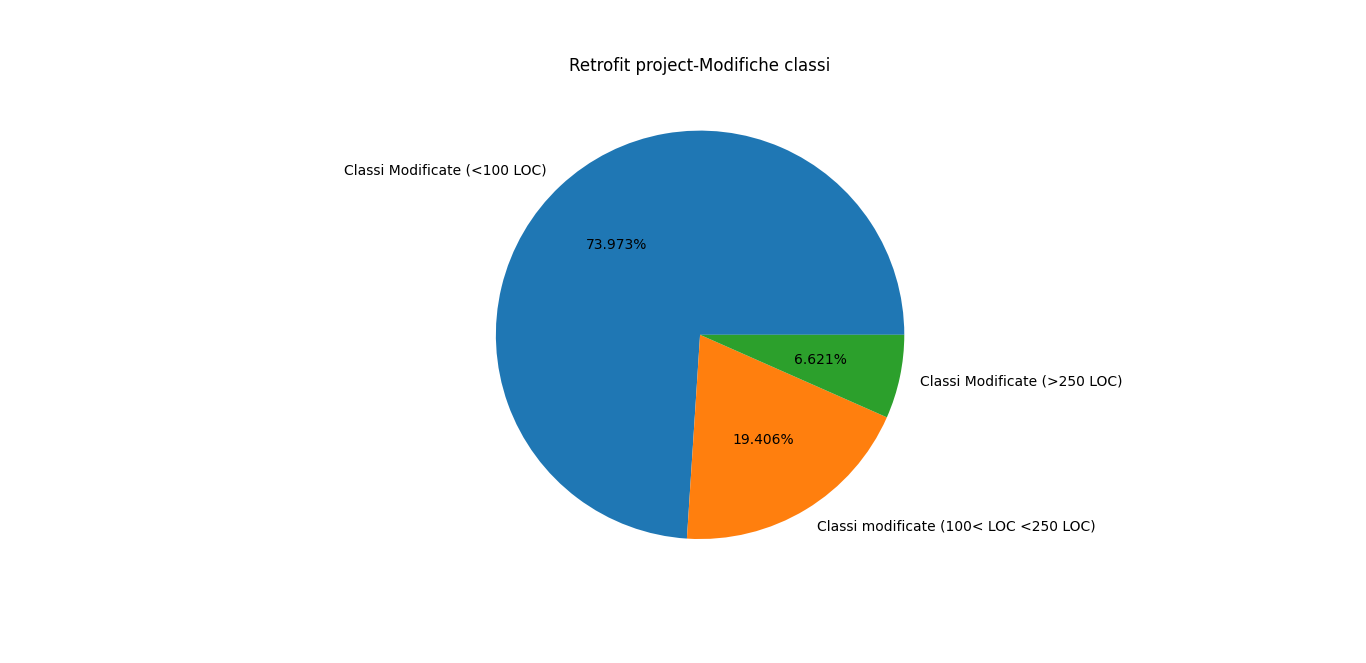 Retrofit project-Modifiche classi
Classi Modificate (<100 LOC)
73.973%
6.621%
Classi Modificate (>250 LOC)
19.406%
Classi modificate (100< LOC <250 LOC)